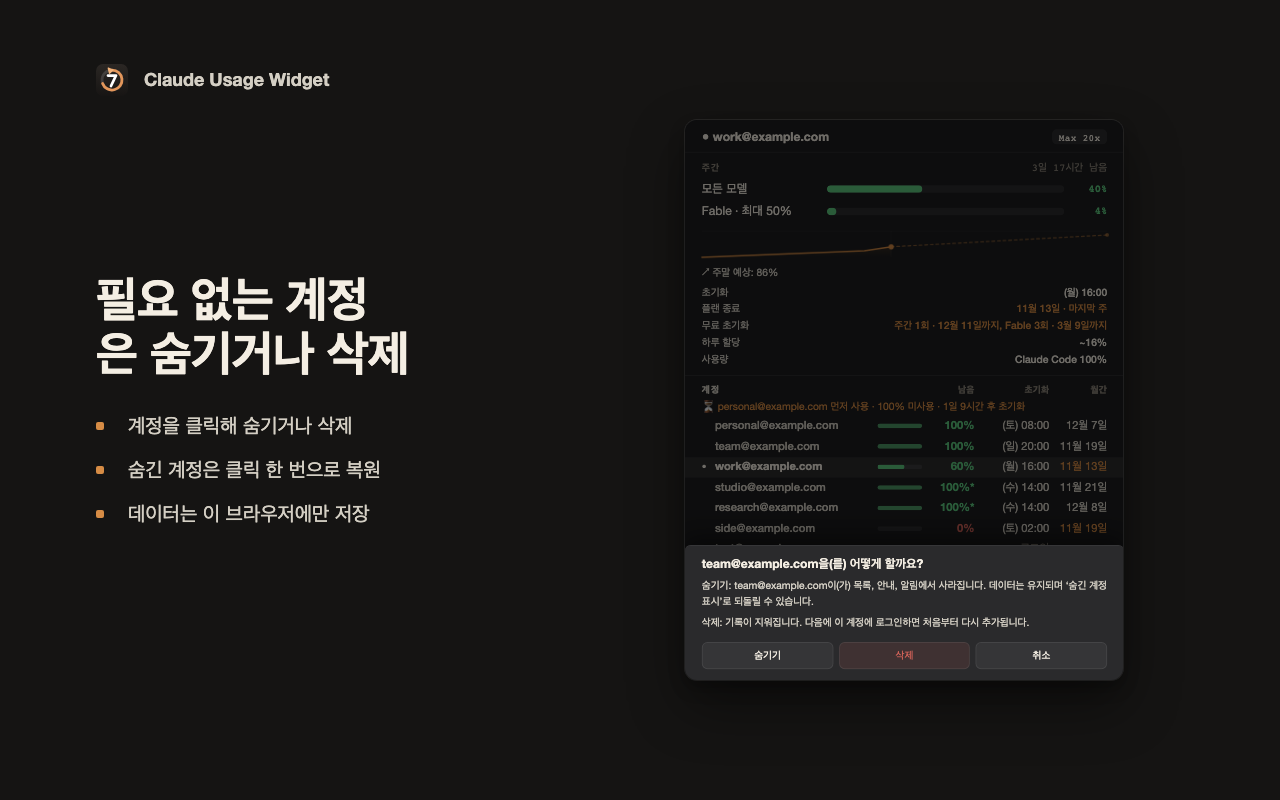 7
Claude Usage Widget
필요 없는 계정
은 숨기거나 삭제
계정을 클릭해 숨기거나 삭제
숨긴 계정은 클릭 한 번으로 복원
데이터는 이 브라우저에만 저장
work@example.com Max 20x
주간 3일 17시간 남음
모든 모델 40%
Fable · 최대 50% 4%
↗ 주말 예상: 86%
초기화 (월) 16:00
플랜 종료 11월 13일 · 마지막 주
무료 초기화 주간 1회 · 12월 11일까지, Fable 3회 · 3월 9일까지
하루 할당 ~16%
사용량 Claude Code 100%
계정 남음 초기화 월간
⏳ personal@example.com 먼저 사용 · 100% 미사용 · 1일 9시간 후 초기화
personal@example.com 100% (토) 08:00 12월 7일
team@example.com 100% (일) 20:00 11월 19일
work@example.com 60% (월) 16:00 11월 13일
studio@example.com 100%* (수) 14:00 11월 21일
research@example.com 100%* (수) 14:00 12월 8일
side@example.com 0% (토) 02:00 11월 19일
team@example.com을(를) 어떻게 할까요?
숨기기: team@example.com이(가) 목록, 안내, 알림에서 사라집니다. 데이터는 유지되며 ‘숨긴 계정
표시’로 되돌릴 수 있습니다.
삭제: 기록이 지워집니다. 다음에 이 계정에 로그인하면 처음부터 다시 추가됩니다.
숨기기 삭제 취소